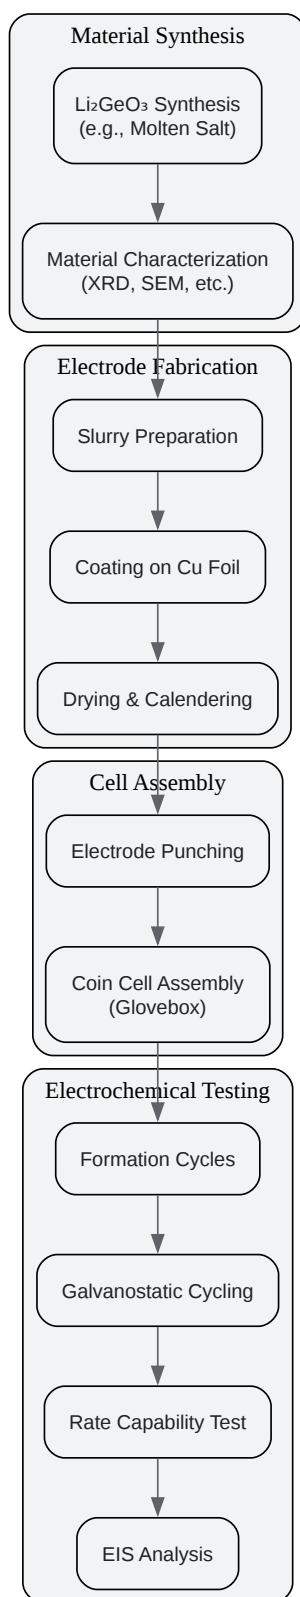 Material Synthesis
Li₂GeO₃ Synthesis
(e.g., Molten Salt)
Material Characterization
(XRD, SEM, etc.)
Electrode Fabrication
Slurry Preparation
Coating on Cu Foil
Drying & Calendering
Cell Assembly
Electrode Punching
Coin Cell Assembly
(Glovebox)
Electrochemical Testing
Formation Cycles
Galvanostatic Cycling
Rate Capability Test
EIS Analysis